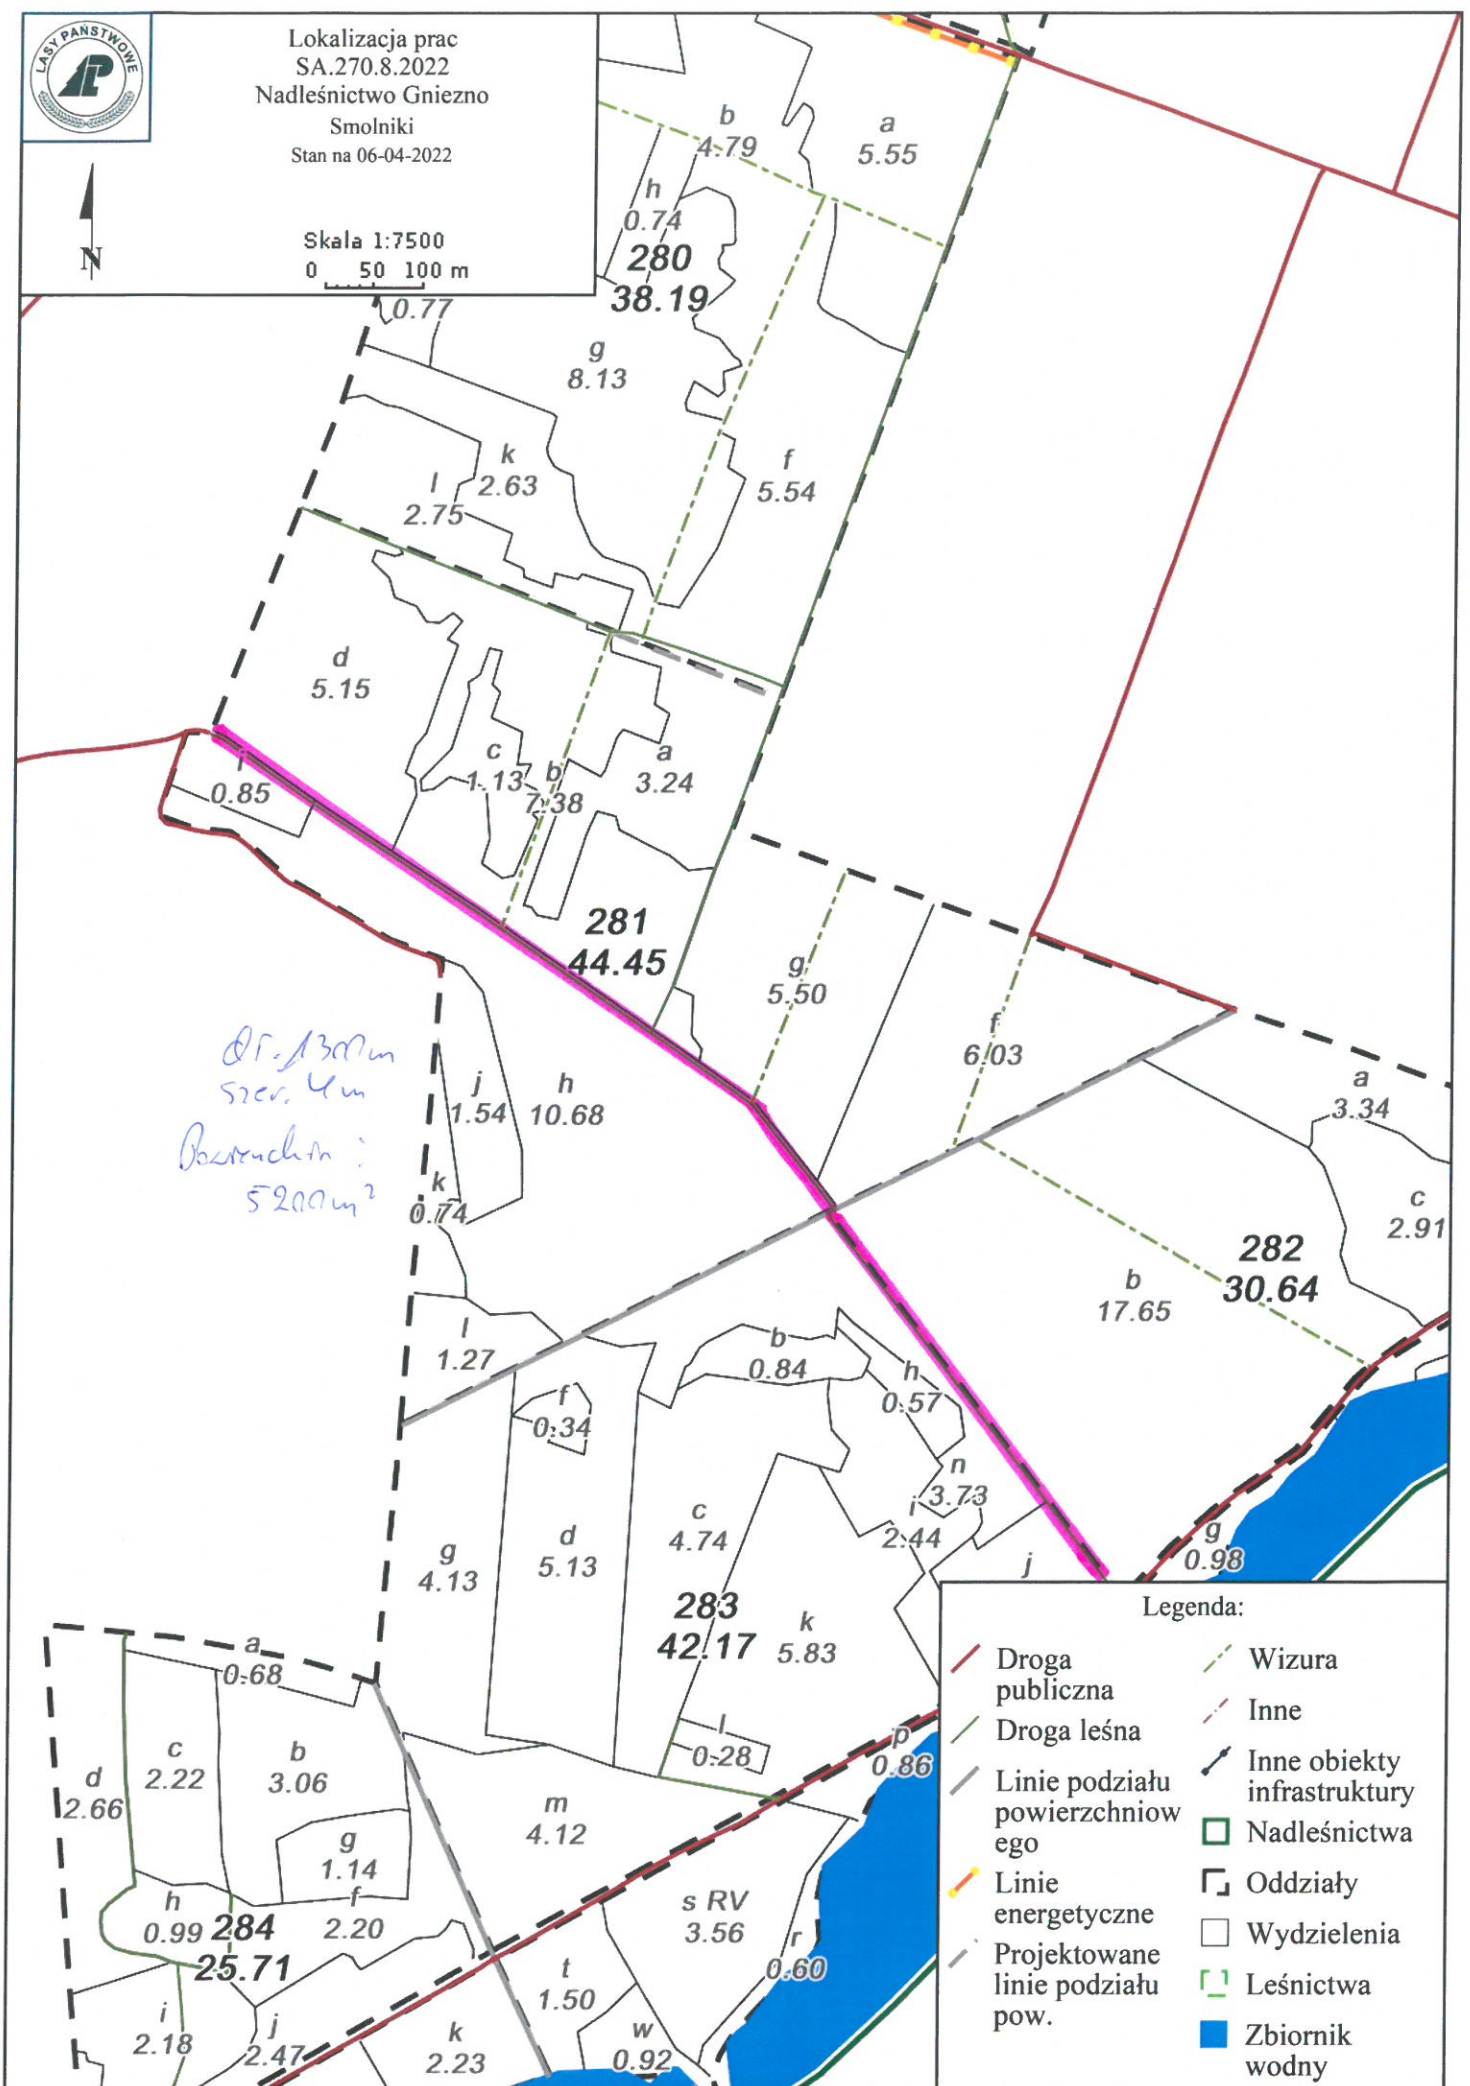 LASY PAŃSTWOWE
Lokalizacja prac
SA.270.8.2022
Nadleśnictwo Gniezno
Smolniki
Stan na 06-04-2022
N
Skala 1:7500
0 50 100 m
b
4.79
a
5.55
h
0.74
280
38.19
0.77
g
8.13
k
2.63
l
2.75
f
5.54
d
5.15
c
1.13
b
7.38
a
3.24
0.85
281
44.45
g
5.50
f
6.03
a
3.34
c
2.91
j
1.54
h
10.68
k
0.74
282
30.64
b
17.65
dł. 1300m
szer. 4m
5200m²
l
1.27
b
0.84
h
0.57
f
0.34
n
3.73
i
2.44
c
4.74
d
5.13
g
4.13
j
g
0.98
283
42.17
k
5.83
a
0.68
l
0.28
p
0.86
c
2.22
b
3.06
d
2.66
m
4.12
g
1.14
f
2.20
h
0.99
284
25.71
s RV
3.56
r
0.60
t
1.50
i
2.18
j
2.47
k
2.23
w
0.92
Legenda:
Droga
publiczna
Droga leśna
Linie podziału
powierzchniow
ego
Linie
energetyczne
Projektowane
linie podziału
pow.
Wizura
Inne
Inne obiekty
infrastruktury
Nadleśnictwa
Oddziały
Wydzielenia
Leśnictwa
Zbiornik
wodny